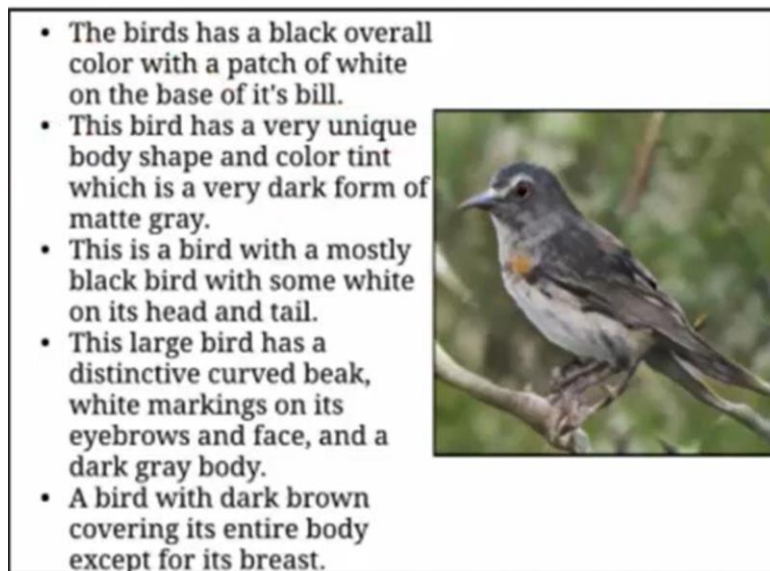 • The birds has a black overall
color with a patch of white
on the base of it's bill.
• This bird has a very unique
body shape and color tint
which is a very dark form of
matte gray.
• This is a bird with a mostly
black bird with some white
on its head and tail.
• This large bird has a
distinctive curved beak,
white markings on its
eyebrows and face, and a
dark gray body.
• A bird with dark brown
covering its entire body
except for its breast.